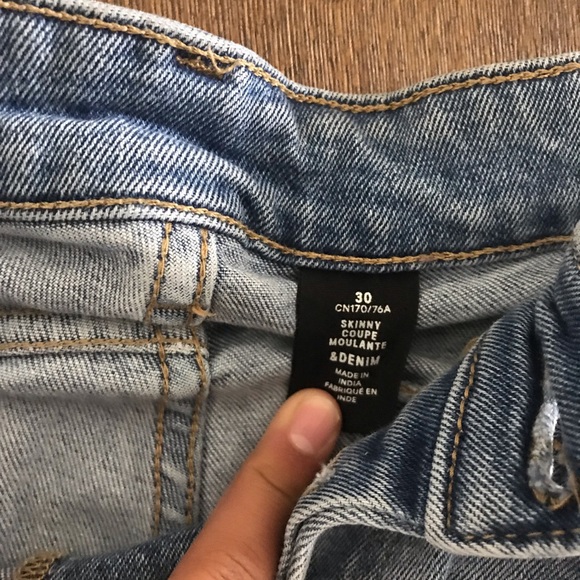 30
CN170/76A
SKINNY
COUPE
MOULANTE
&DENIM
MADE IN
INDIA
FABRIQUÉ EN
INDE